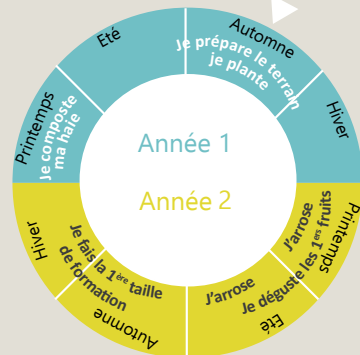 Eté
Automne
Je prépare le terrain
je plante
Printemps
Je composte
ma haie
Hiver
Année 1
Année 2
Hiver
Je fais la 1ère taille
de formation
Automne
J'arrose
Eté
J'arrose
Je déguste les 1ers fruits
Printemps